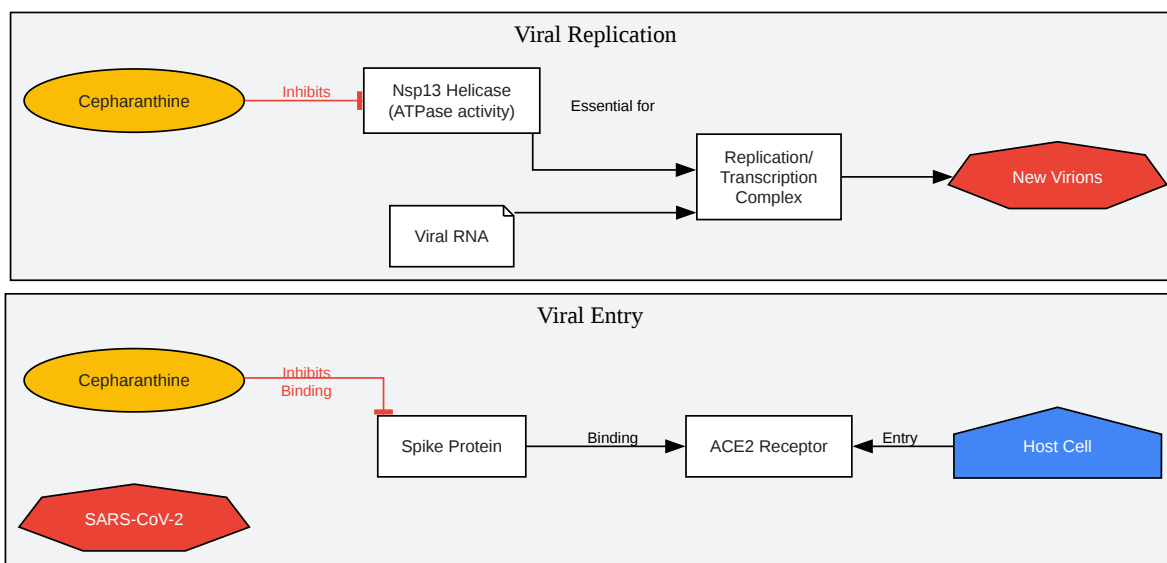 Viral Replication
Cepharanthine
Inhibits
Nsp13 Helicase
(ATPase activity)
Essential for
Replication/
Transcription
Complex
New Virions
Viral RNA
Viral Entry
Cepharanthine
Inhibits
Binding
Spike Protein
Binding
ACE2 Receptor
Entry
Host Cell
SARS-CoV-2